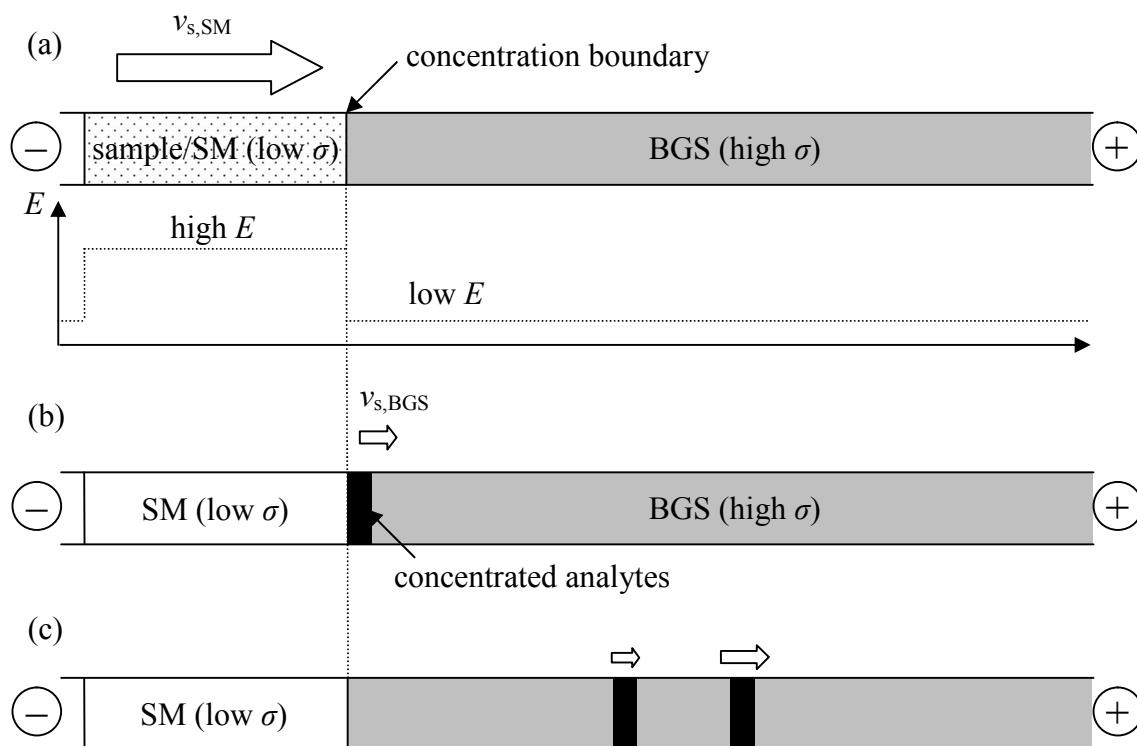 (a)
v_s,SM
concentration boundary
− sample/SM (low σ) BGS (high σ) +
E
high E
low E
(b)
v_s,BGS
− SM (low σ) BGS (high σ) +
concentrated analytes
(c)
− SM (low σ) +